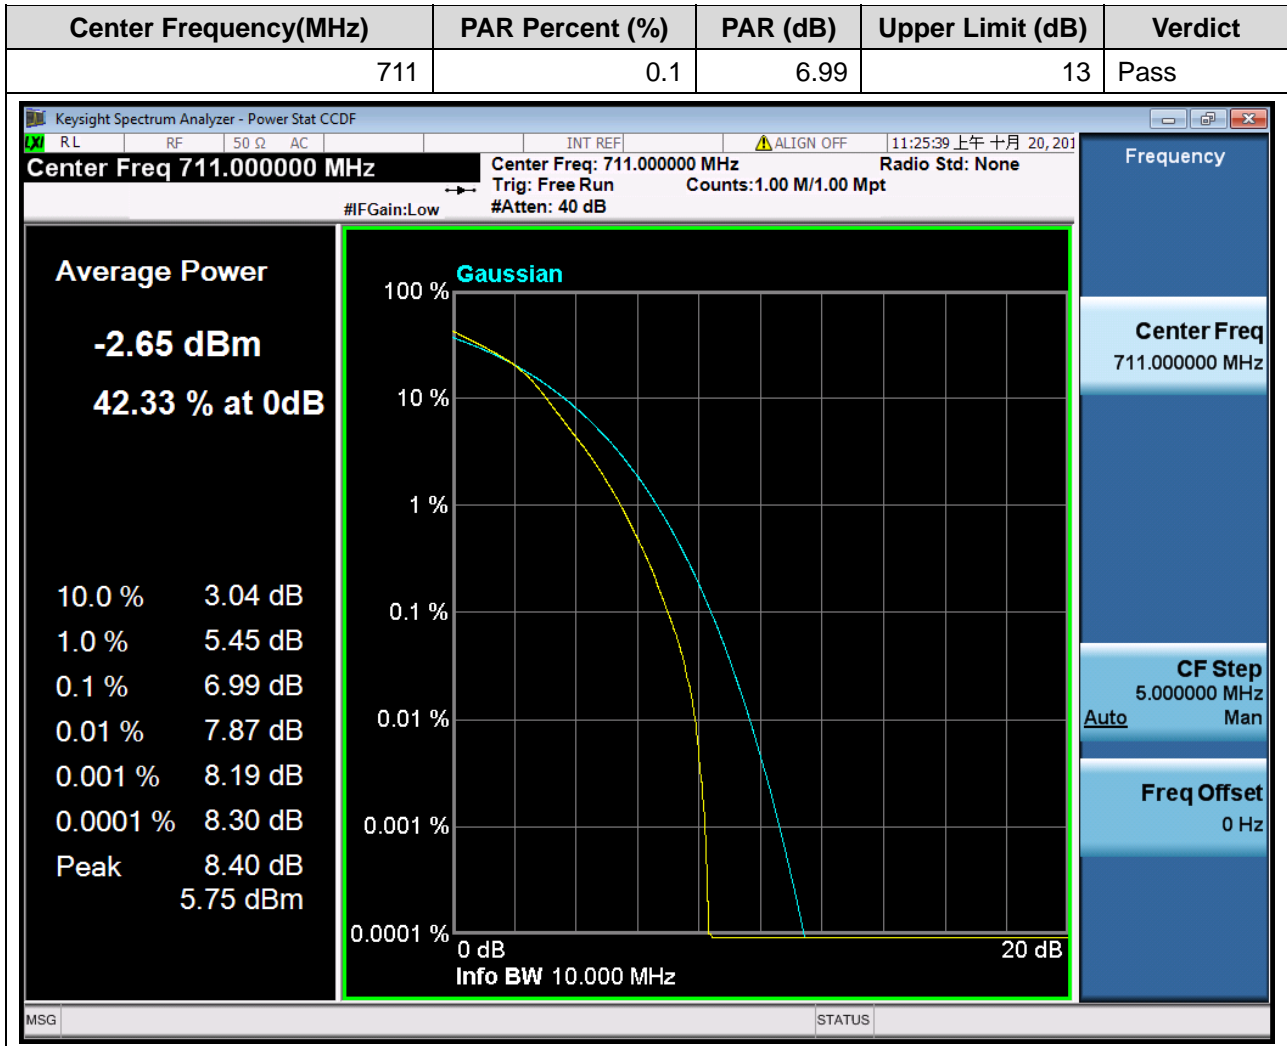 Center Frequency(MHz) PAR Percent (%) PAR (dB) Upper Limit (dB) Verdict
711 0.1 6.99 13 Pass
Keysight Spectrum Analyzer - Power Stat CCDF
LXI RL RF 50 Ω AC INT REF ALIGN OFF 11:25:39 上午 十月 20, 201
Center Freq 711.000000 MHz
Center Freq: 711.000000 MHz Radio Std: None
Trig: Free Run Counts:1.00 M/1.00 Mpt
#IFGain:Low #Atten: 40 dB
Average Power
-2.65 dBm
42.33 % at 0dB
10.0 % 3.04 dB
1.0 % 5.45 dB
0.1 % 6.99 dB
0.01 % 7.87 dB
0.001 % 8.19 dB
0.0001 % 8.30 dB
Peak 8.40 dB
5.75 dBm
Gaussian
100 %
10 %
1 %
0.1 %
0.01 %
0.001 %
0.0001 %
0 dB 20 dB
Info BW 10.000 MHz
Frequency
Center Freq
711.000000 MHz
CF Step
5.000000 MHz
Auto Man
Freq Offset
0 Hz
MSG STATUS